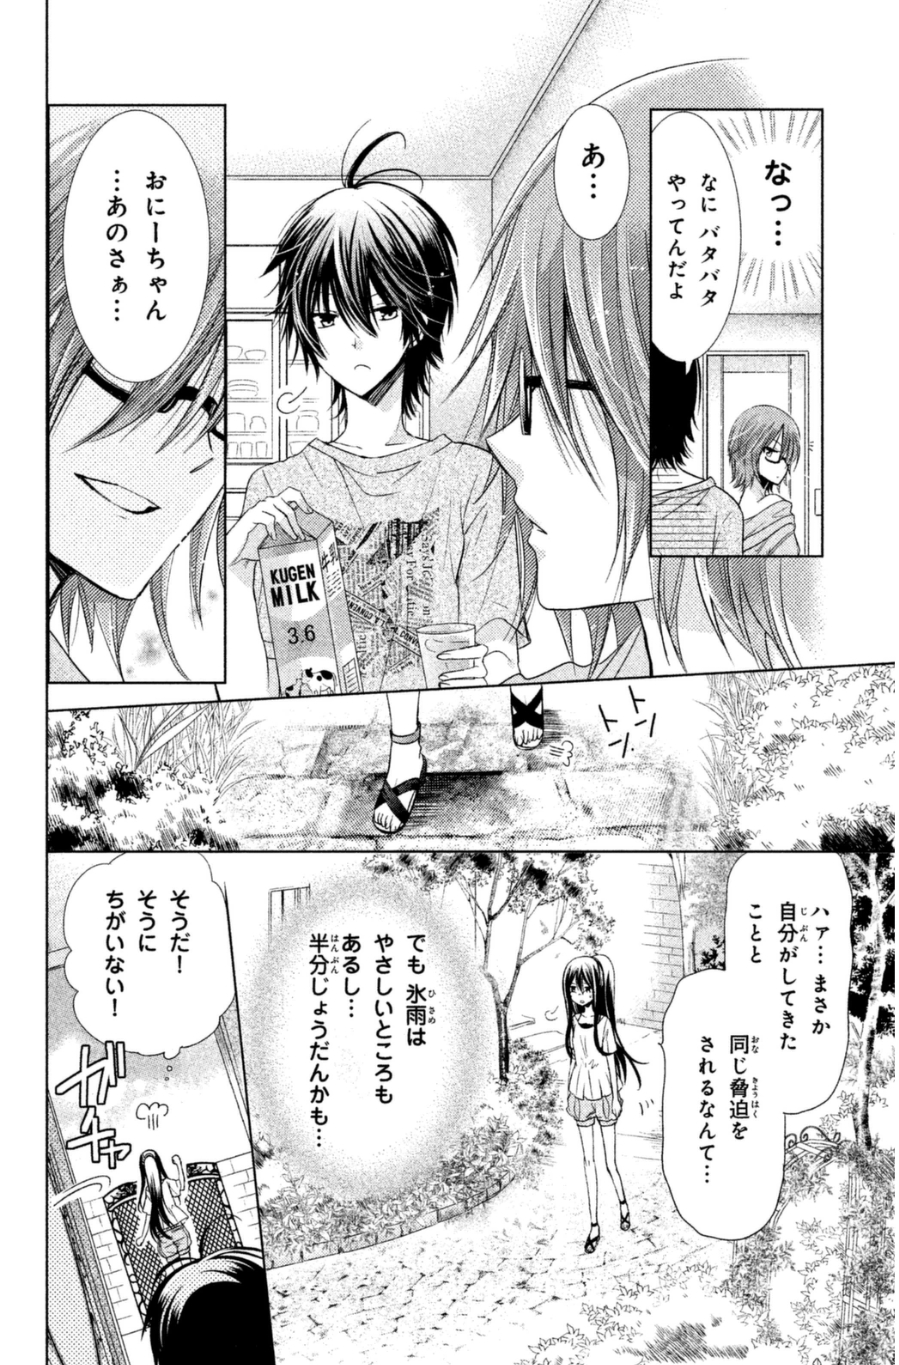 なっ…
なに バタバタ
やってんだよ
あ…
KUGEN
MILK
3.6
おにーちゃん
…あのさぁ…
トントン
ハァ…まさか
自分がしてきた
ことと
同じ脅迫を
されるなんて…
でも 氷雨は
やさしいところも
あるし…
半分じょうだんかも…
そうだ!
そうに
ちがいない!
ガチャ